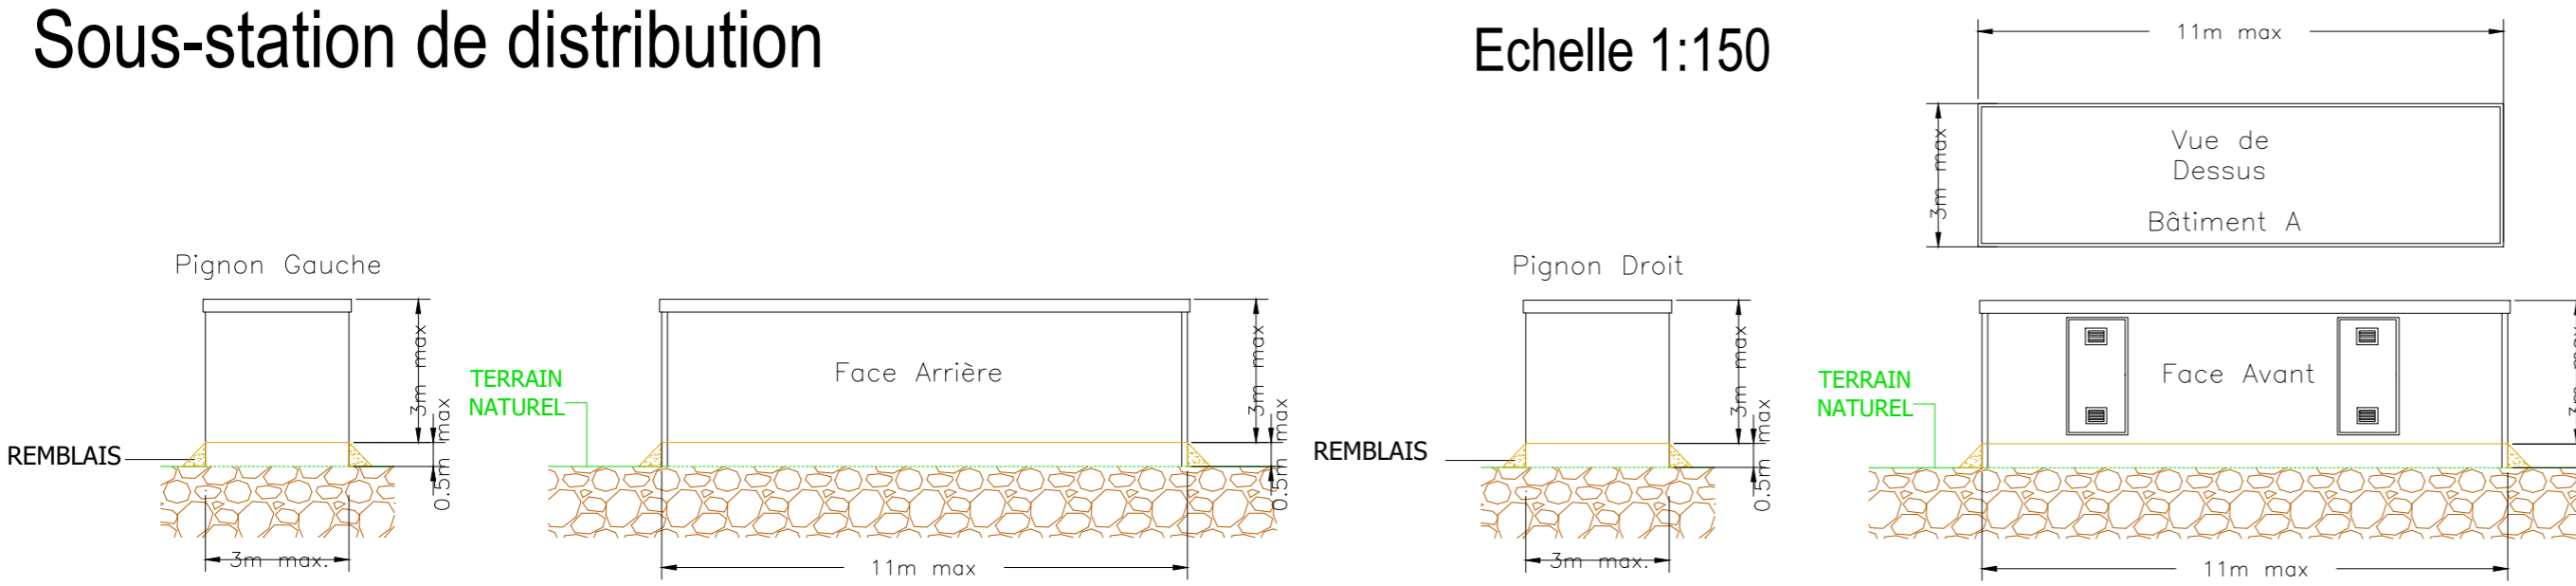 Sous-station de distribution
Echelle 1:150
11m max
3m max
Vue de
Dessus
Bâtiment A
Pignon Gauche
3m max
0.5m max
REMBLAIS
3m max.
TERRAIN
NATUREL
Face Arrière
3m max
0.5m max
11m max
Pignon Droit
3m max
0.5m max
REMBLAIS
3m max.
TERRAIN
NATUREL
Face Avant
3m max
11m max